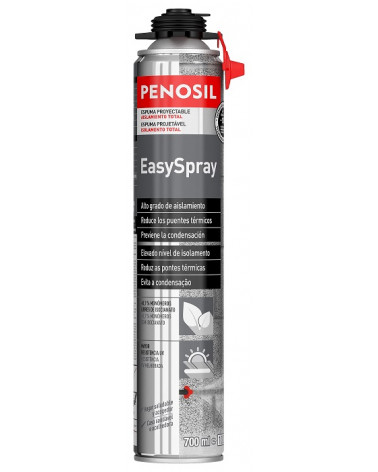 PENOSIL
ESPUMA PROYECTABLE
AISLAMIENTO TOTAL
ESPUMA PROJETÁVEL
ISOLAMENTO TOTAL
EasySpray
Alto grado de aislamiento
Reduce los puentes térmicos
Previene la condensación
Elevado nível de isolamento
Reduz as pontes térmicas
Evita a condensação
700 ml